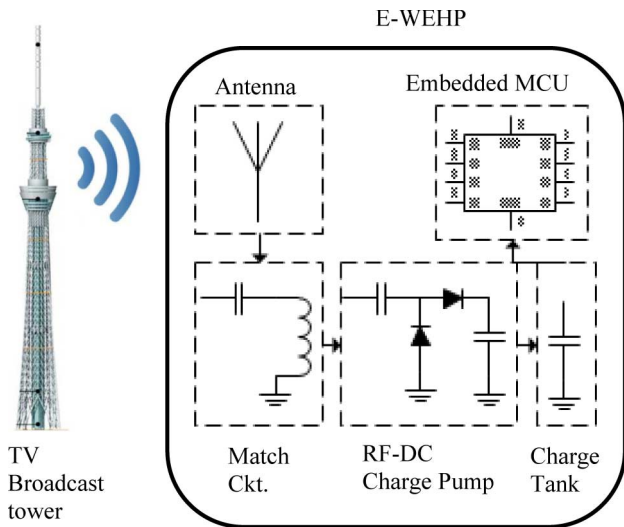 E-WEHP
Antenna
Embedded MCU
TV
Broadcast
tower
Match
Ckt.
RF-DC
Charge Pump
Charge
Tank